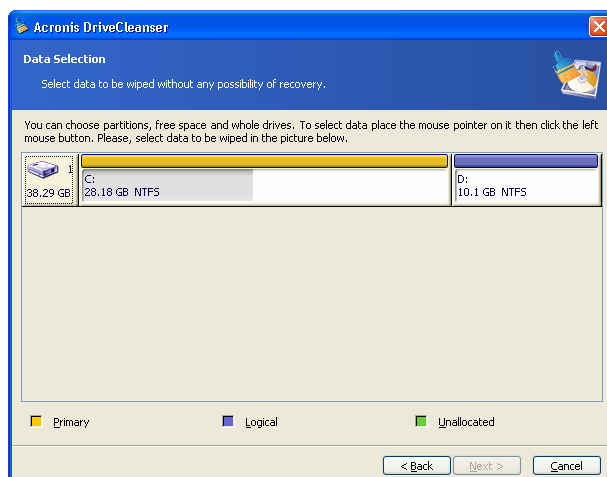 Acronis DriveCleanser
Data Selection
Select data to be wiped without any possibility of recovery.
You can choose partitions, free space and whole drives. To select data place the mouse pointer on it then click the left
mouse button. Please, select data to be wiped in the picture below.
1
38.29 GB
C:
28.18 GB NTFS
D:
10.1 GB NTFS
Primary
Logical
Unallocated
< Back
Next >
Cancel